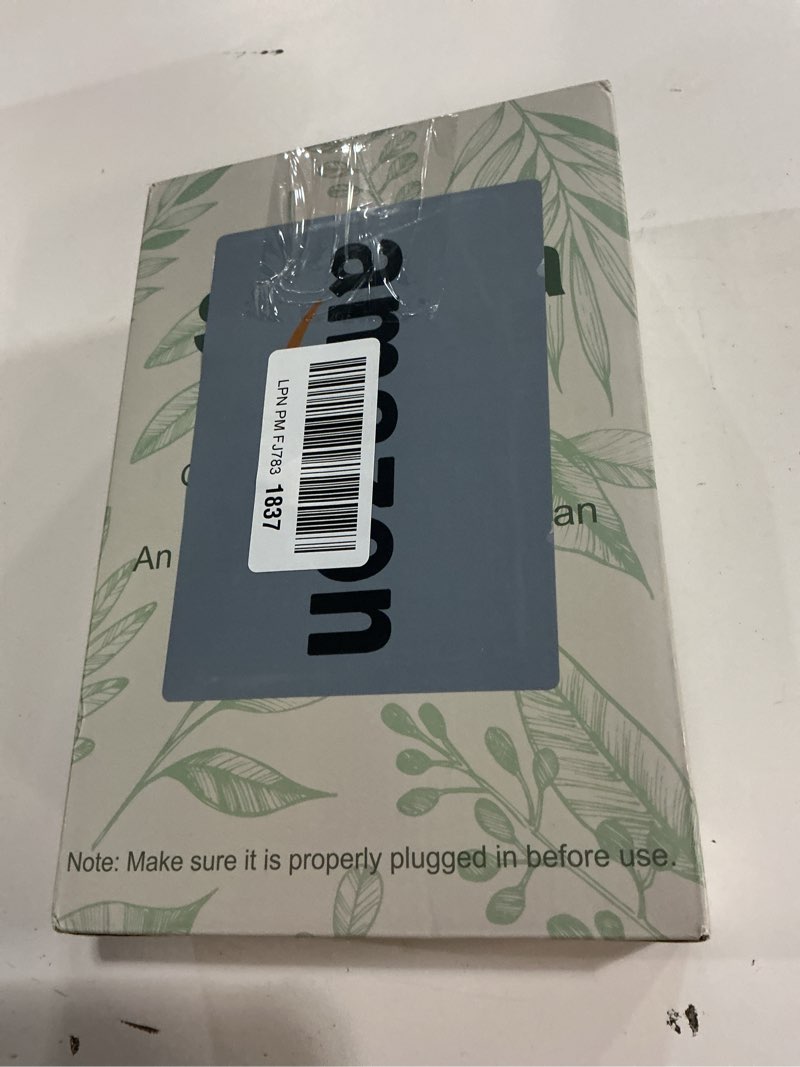 amazon
LPN PM FJ783 1837
An
an
Note: Make sure it is properly plugged in before use.